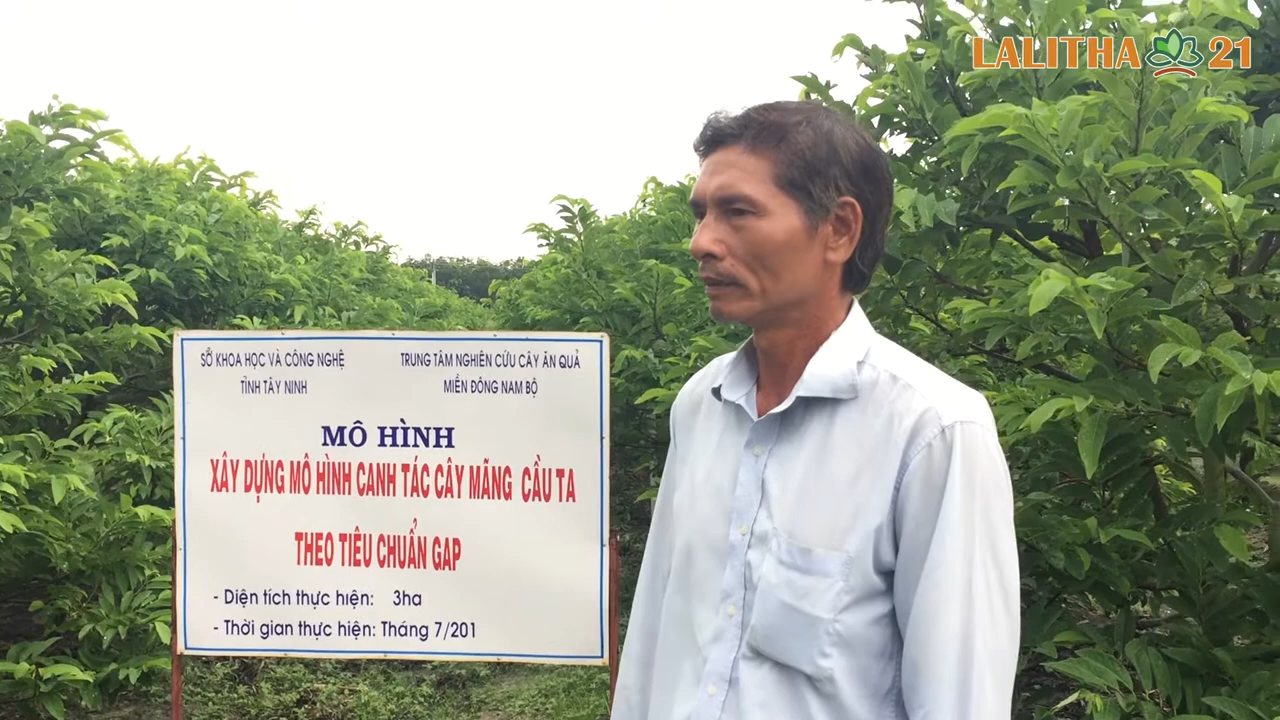 LALITHA 21
SỞ KHOA HỌC VÀ CÔNG NGHỆ
TỈNH TÂY NINH
TRUNG TÂM NGHIÊN CỨU CÂY ĂN QUẢ
MIỀN ĐÔNG NAM BỘ
MÔ HÌNH
XÂY DỰNG MÔ HÌNH CANH TÁC CÂY MÃNG CẦU TA
THEO TIÊU CHUẨN GAP
- Diện tích thực hiện: 3ha
- Thời gian thực hiện: Tháng 7/201